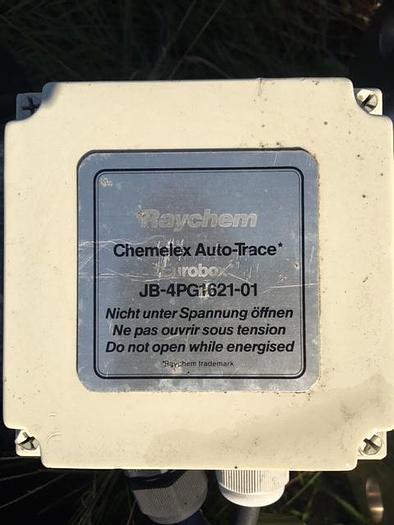 Raychem
Chemelex Auto-Trace*
Eurobox
JB-4PG1621-01
Nicht unter Spannung öffnen
Ne pas ouvrir sous tension
Do not open while energised
*Raychem trademark